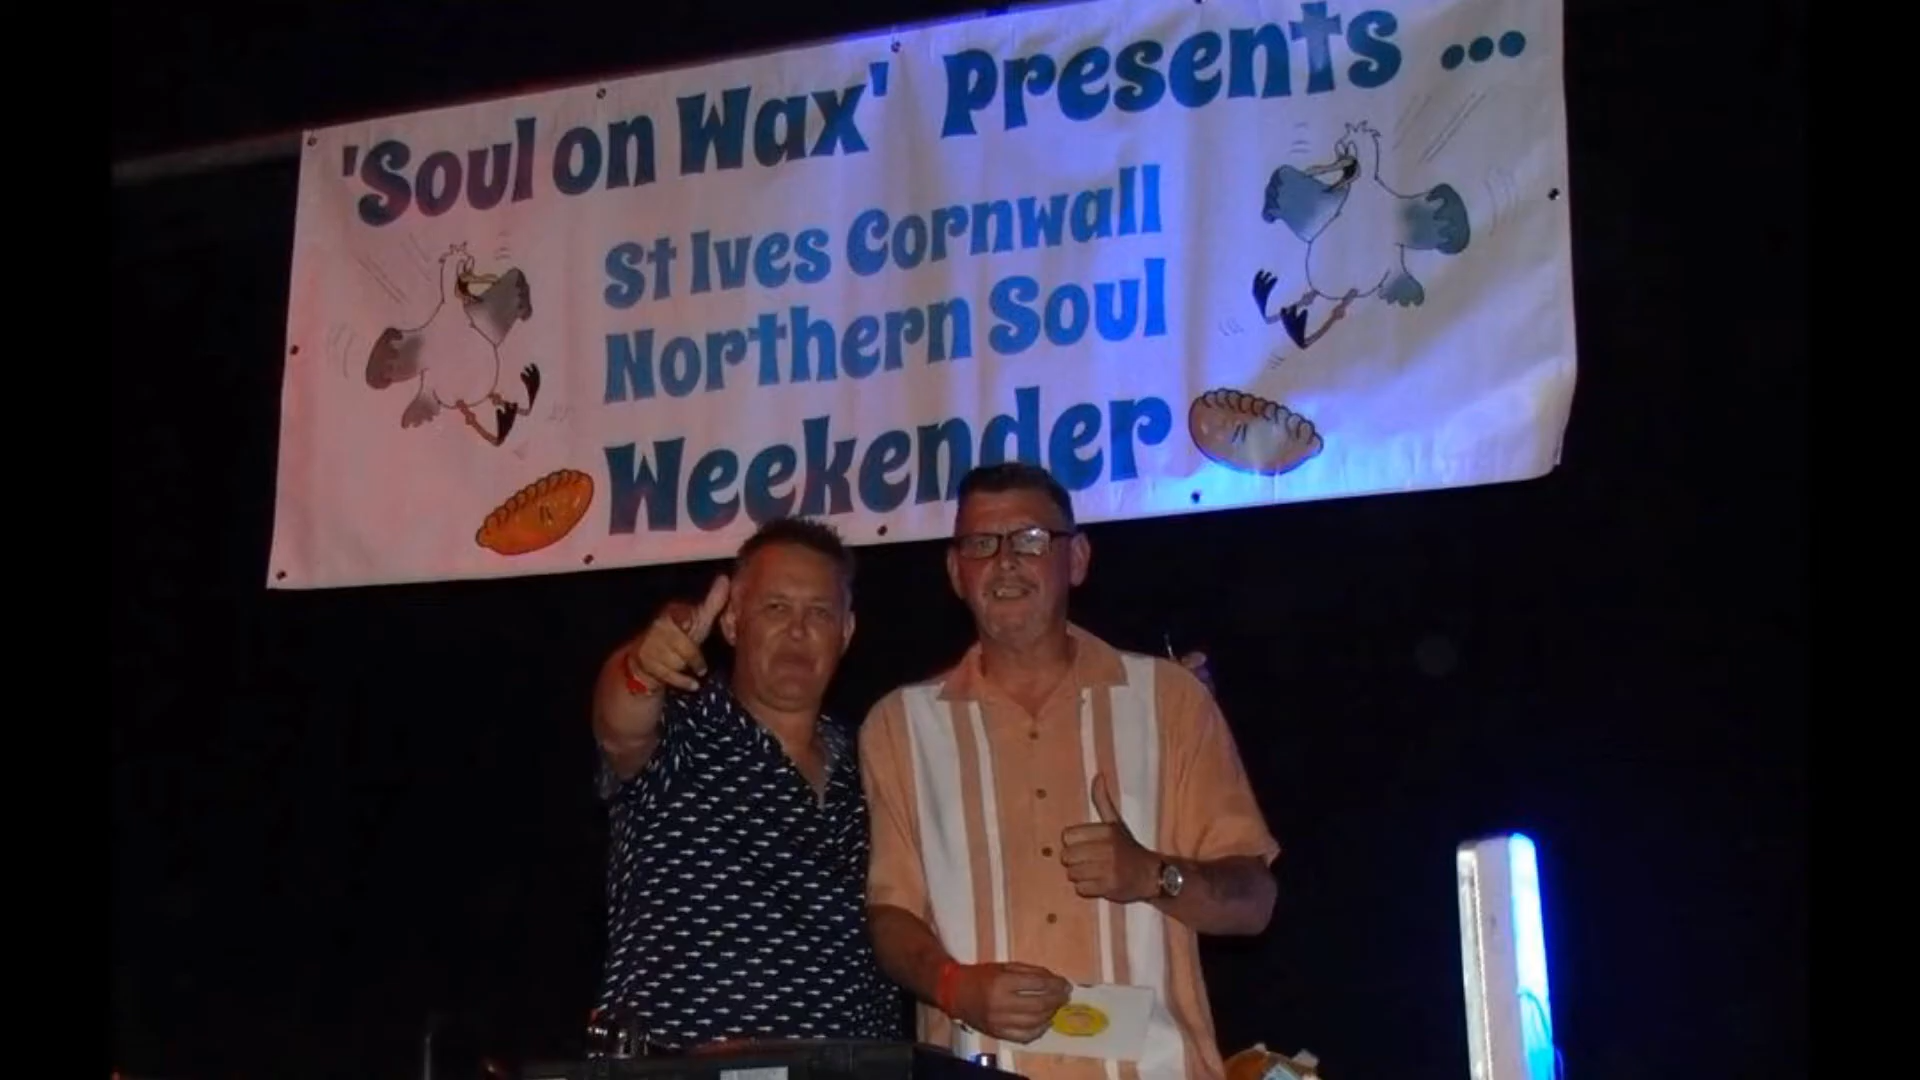 'Soul on Wax' Presents ...
St Ives Cornwall
Northern Soul
Weekender